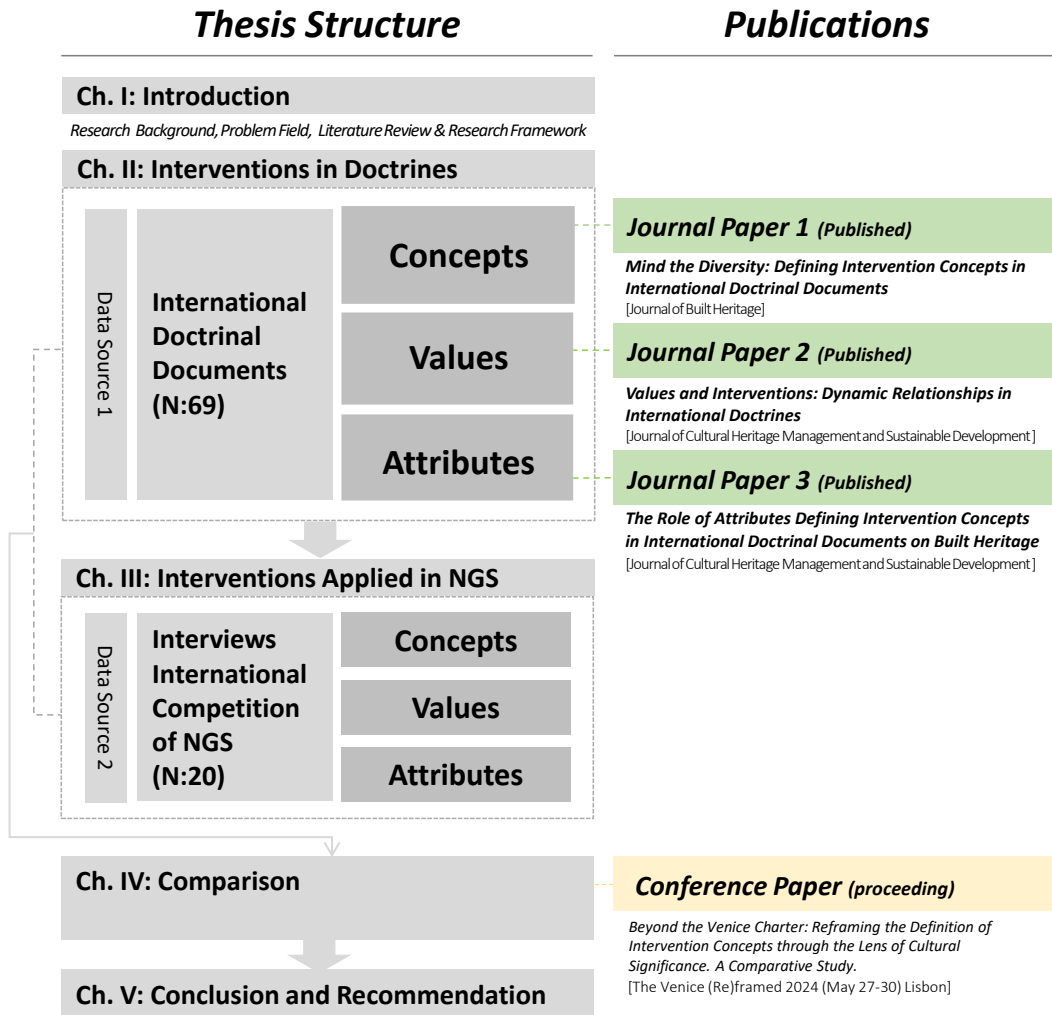 Thesis Structure
Publications
Ch. I: Introduction
Research Background, Problem Field, Literature Review & Research Framework
Ch. II: Interventions in Doctrines
Data Source 1
International
Doctrinal
Documents
(N:69)
Concepts
Values
Attributes
Journal Paper 1 (Published)
Mind the Diversity: Defining Intervention Concepts in
International Doctrinal Documents
[Journal of Built Heritage]
Journal Paper 2 (Published)
Values and Interventions: Dynamic Relationships in
International Doctrines
[Journal of Cultural Heritage Management and Sustainable Development ]
Journal Paper 3 (Published)
The Role of Attributes Defining Intervention Concepts
in International Doctrinal Documents on Built Heritage
[Journal of Cultural Heritage Management and Sustainable Development ]
Ch. III: Interventions Applied in NGS
Data Source 2
Interviews
International
Competition
of NGS
(N:20)
Concepts
Values
Attributes
Ch. IV: Comparison
Conference Paper (proceeding)
Beyond the Venice Charter: Reframing the Definition of
Intervention Concepts through the Lens of Cultural
Significance. A Comparative Study.
[The Venice (Re)framed 2024 (May 27-30) Lisbon]
Ch. V: Conclusion and Recommendation